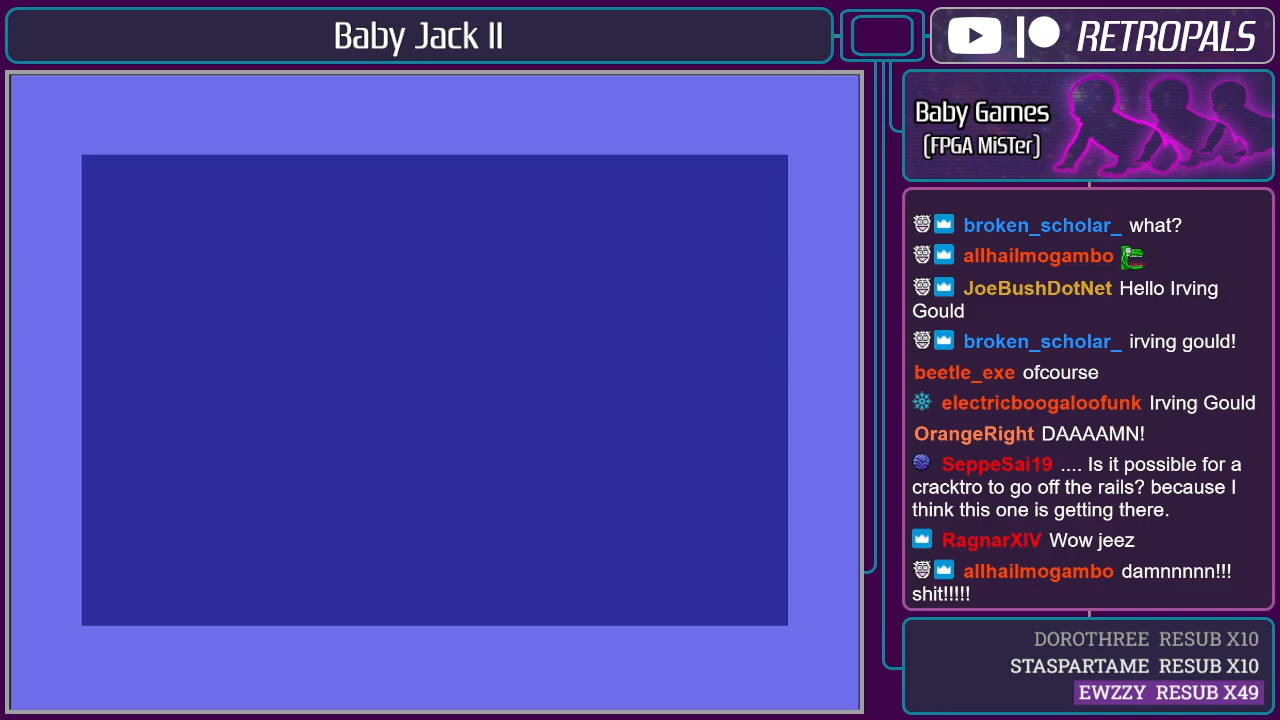 Baby Jack II
RETROPALS
Baby Games
(FPGA MiSTer)
broken_scholar_ what?
allhailmogambo
JoeBushDotNet Hello Irving
Gould
broken_scholar_ irving gould!
beetle_exe ofcourse
electricboogaloofunk Irving Gould
OrangeRight DAAAAMN!
SeppeSai19 .... Is it possible for a
cracktro to go off the rails? because I
think this one is getting there.
RagnarXIV Wow jeez
allhailmogambo damnnnnn!!!
shit!!!!!
DOROTHREE RESUB X10
STASPARTAME RESUB X10
EWZZY RESUB X49